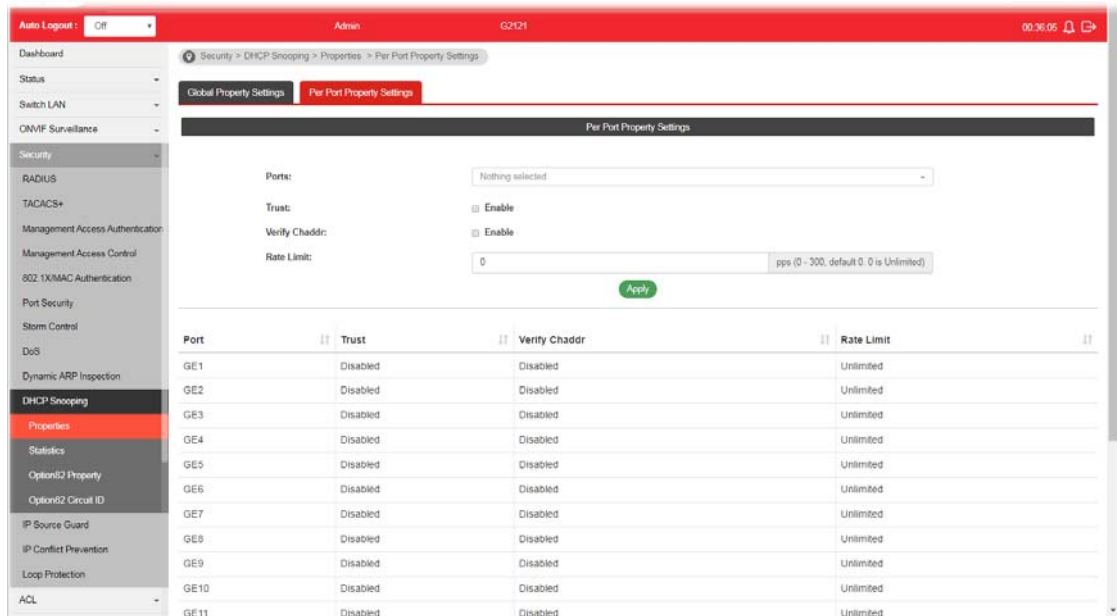 Auto Logout : Off Admin G2121 00:36:05
Dashboard
Status
Switch LAN
ONVIF Surveillance
Security
RADIUS
TACACS+
Management Access Authentication
Management Access Control
802.1X/MAC Authentication
Port Security
Storm Control
DoS
Dynamic ARP Inspection
DHCP Snooping
Properties
Statistics
Option82 Property
Option82 Circuit ID
IP Source Guard
IP Conflict Prevention
Loop Protection
ACL
Security > DHCP Snooping > Properties > Per Port Property Settings
Global Property Settings Per Port Property Settings
Per Port Property Settings
Ports: Nothing selected
Trust: Enable
Verify Chaddr: Enable
Rate Limit: 0 pps (0 - 300, default 0. 0 is Unlimited)
Apply
Port Trust Verify Chaddr Rate Limit
GE1 Disabled Disabled Unlimited
GE2 Disabled Disabled Unlimited
GE3 Disabled Disabled Unlimited
GE4 Disabled Disabled Unlimited
GE5 Disabled Disabled Unlimited
GE6 Disabled Disabled Unlimited
GE7 Disabled Disabled Unlimited
GE8 Disabled Disabled Unlimited
GE9 Disabled Disabled Unlimited
GE10 Disabled Disabled Unlimited
GE11 Disabled Disabled Unlimited